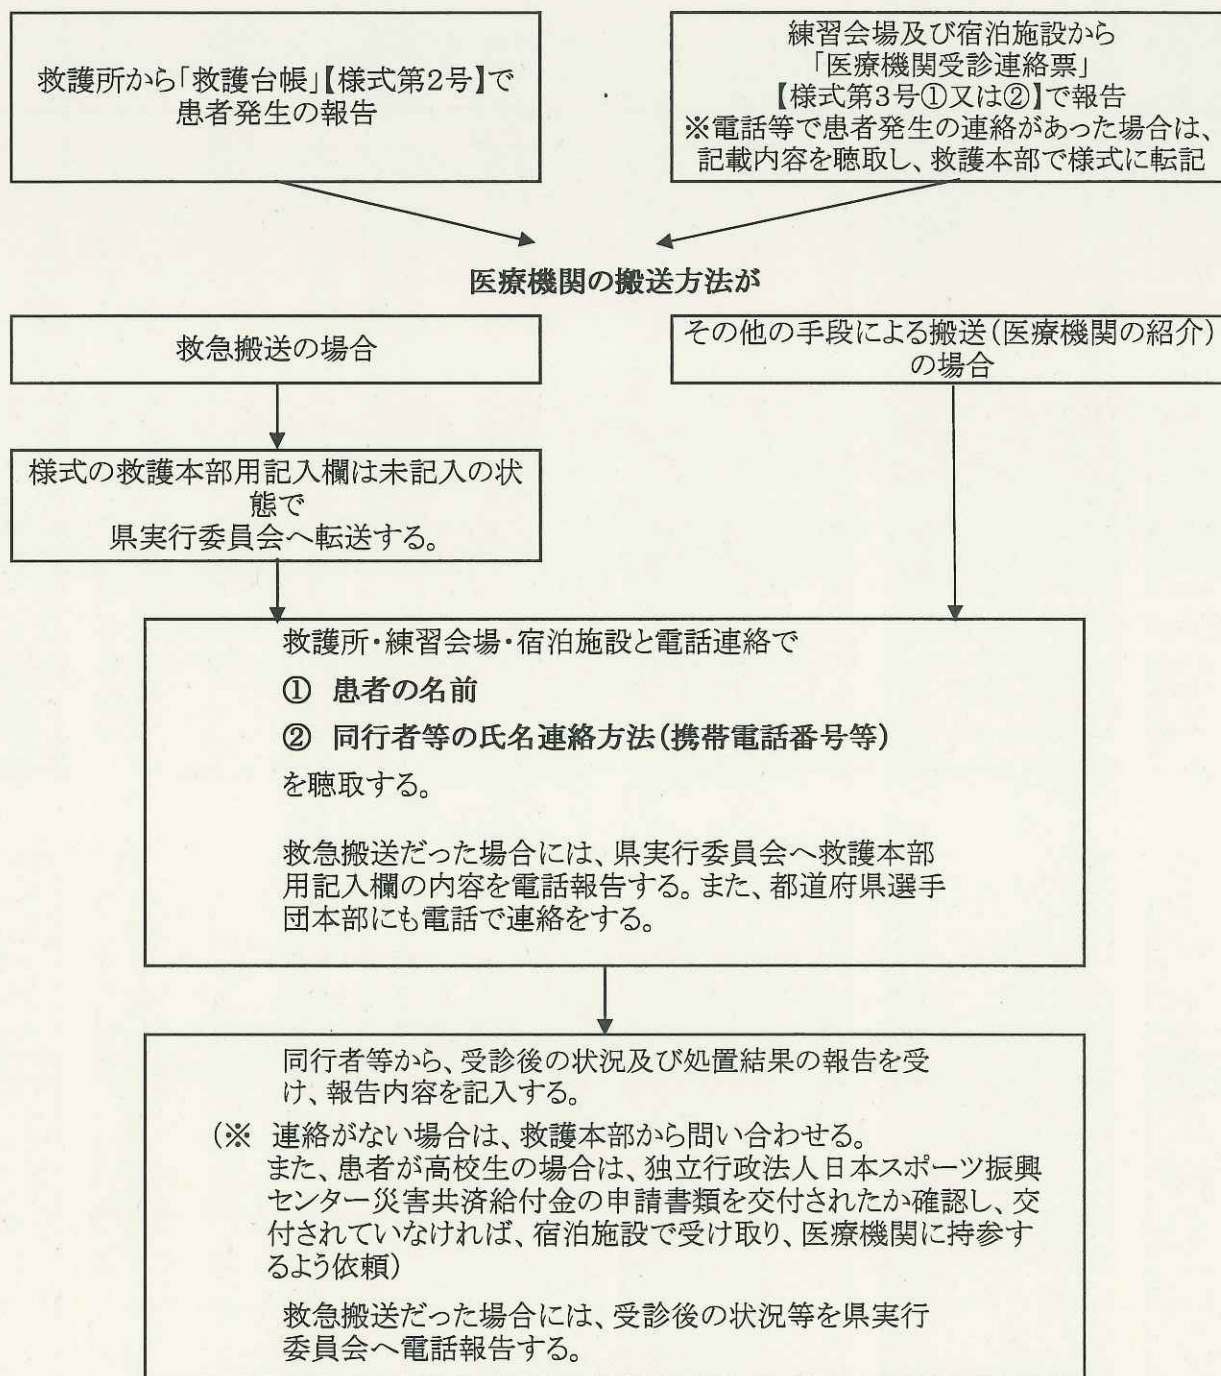 救護所から「救護台帳」【様式第2号】で
患者発生の報告
練習会場及び宿泊施設から
「医療機関受診連絡票」
【様式第3号①又は②】で報告
※電話等で患者発生の連絡があった場合は、
記載内容を聴取し、救護本部で様式に転記
医療機関の搬送方法が
救急搬送の場合
その他の手段による搬送(医療機関の紹介)
の場合
様式の救護本部用記入欄は未記入の状
態で
県実行委員会へ転送する。
救護所・練習会場・宿泊施設と電話連絡で
① 患者の名前
② 同行者等の氏名連絡方法(携帯電話番号等)
を聴取する。
救急搬送だった場合には、県実行委員会へ救護本部
用記入欄の内容を電話報告する。また、都道府県選手
団本部にも電話で連絡をする。
同行者等から、受診後の状況及び処置結果の報告を受
け、報告内容を記入する。
(※ 連絡がない場合は、救護本部から問い合わせる。
また、患者が高校生の場合は、独立行政法人日本スポーツ振興
センター災害共済給付金の申請書類を交付されたか確認し、交
付されていなければ、宿泊施設で受け取り、医療機関に持参す
るよう依頼)
救急搬送だった場合には、受診後の状況等を県実行
委員会へ電話報告する。